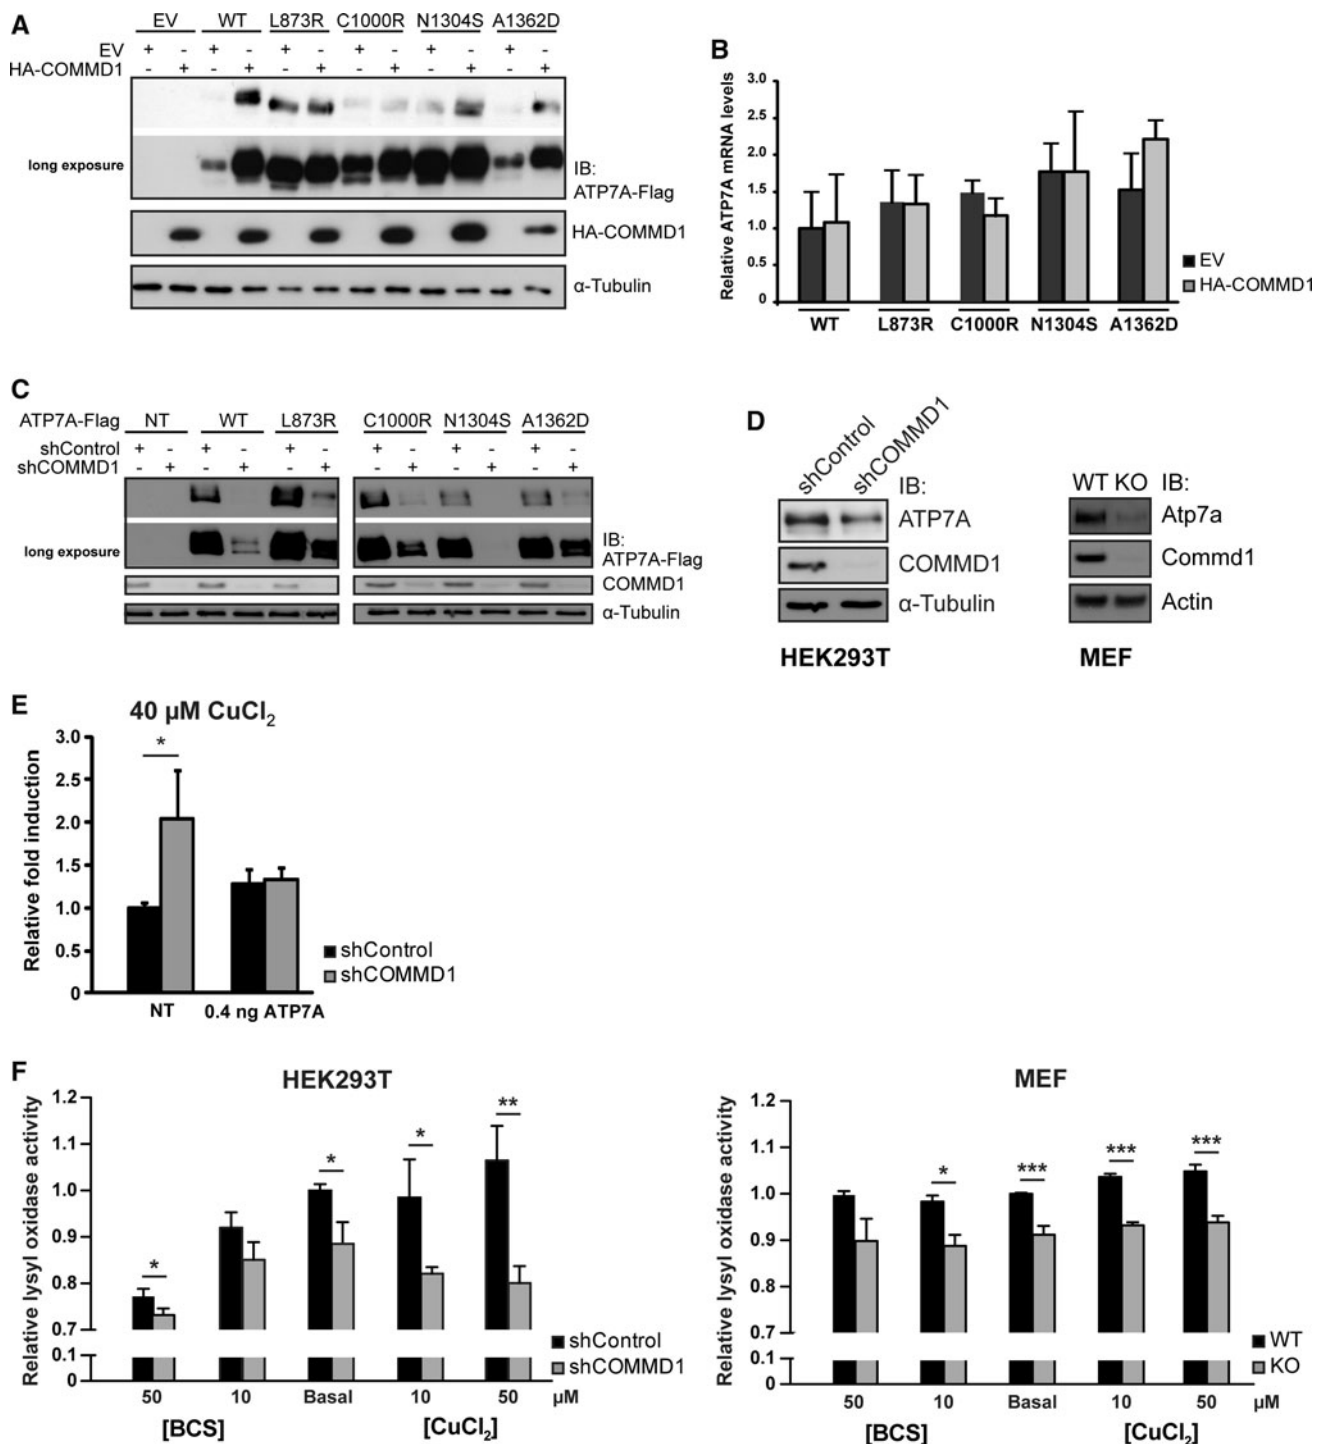 A
EV WT L873R C1000R N1304S A1362D
EV + - + - + - + - + - + -
HA-COMMD1 - + - + - + - + - + - +
long exposure
IB:
ATP7A-Flag
HA-COMMD1
α-Tubulin
B
Relative ATP7A mRNA levels
3.0
2.5
2.0
1.5
1.0
0.5
0
WT L873R C1000R N1304S A1362D
EV
HA-COMMD1
C
ATP7A-Flag NT WT L873R C1000R N1304S A1362D
shControl + - + - + - + - + - + -
shCOMMD1 - + - + - + - + - + - +
long exposure
IB:
ATP7A-Flag
COMMD1
α-Tubulin
D
shControl
shCOMMD1
IB:
ATP7A
COMMD1
α-Tubulin
HEK293T
WT KO IB:
Atp7a
Commd1
Actin
MEF
E
40 µM CuCl₂
Relative fold induction
3.0
2.5
2.0
1.5
1.0
0.5
0
*
NT 0.4 ng ATP7A
shControl
shCOMMD1
F
HEK293T
Relative lysyl oxidase activity
1.2
1.1
1.0
0.9
0.8
0.7
0.1
0
* * * **
50 10 Basal 10 50 µM
[BCS] [CuCl₂]
shControl
shCOMMD1
MEF
Relative lysyl oxidase activity
1.2
1.1
1.0
0.9
0.8
0.7
0.1
0
* *** *** ***
50 10 Basal 10 50 µM
[BCS] [CuCl₂]
WT
KO